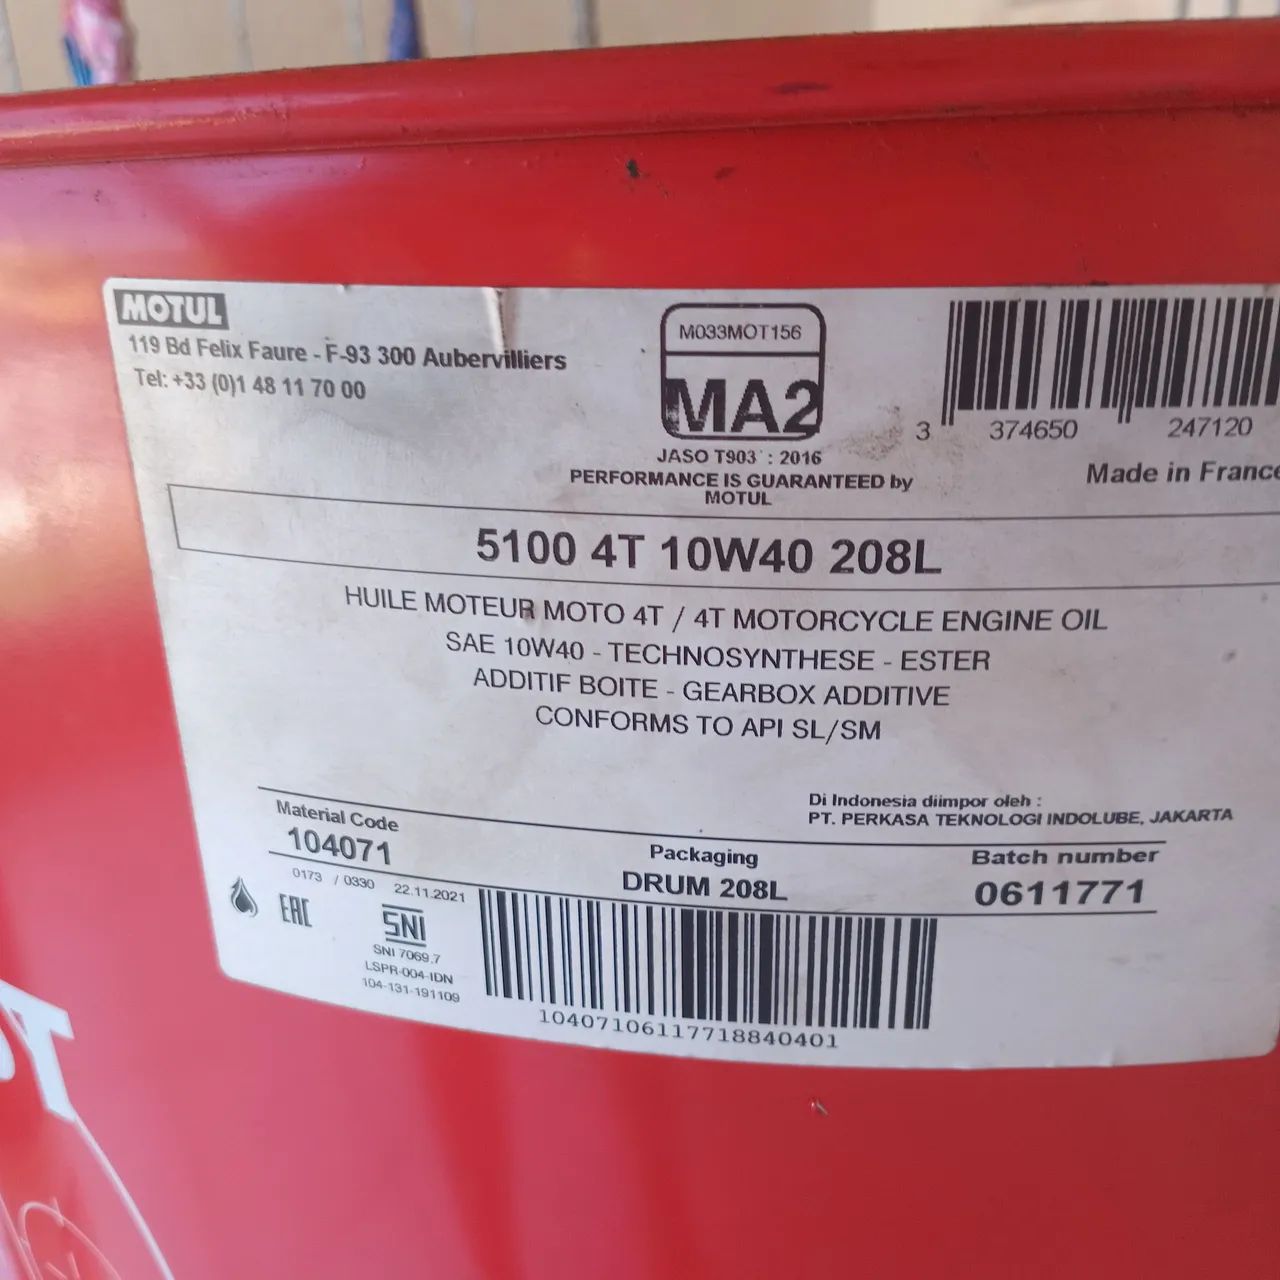 MOTUL
119 Bd Felix Faure - F-93 300 Aubervilliers
Tel: +33 (0)1 48 11 70 00
M033MOT156
MA2
JASO T903 : 2016
PERFORMANCE IS GUARANTEED by
MOTUL
3 374650 247120
Made in France
5100 4T 10W40 208L
HUILE MOTEUR MOTO 4T / 4T MOTORCYCLE ENGINE OIL
SAE 10W40 - TECHNOSYNTHESE - ESTER
ADDITIF BOITE - GEARBOX ADDITIVE
CONFORMS TO API SL/SM
Di Indonesia diimpor oleh :
PT. PERKASA TEKNOLOGI INDOLUBE, JAKARTA
Material Code
104071
Packaging
DRUM 208L
Batch number
0611771
0173 / 0330 22.11.2021
EAC
SNI
SNI 7069.7
LSPR-004-IDN
104-131-191109
10407106117718840401